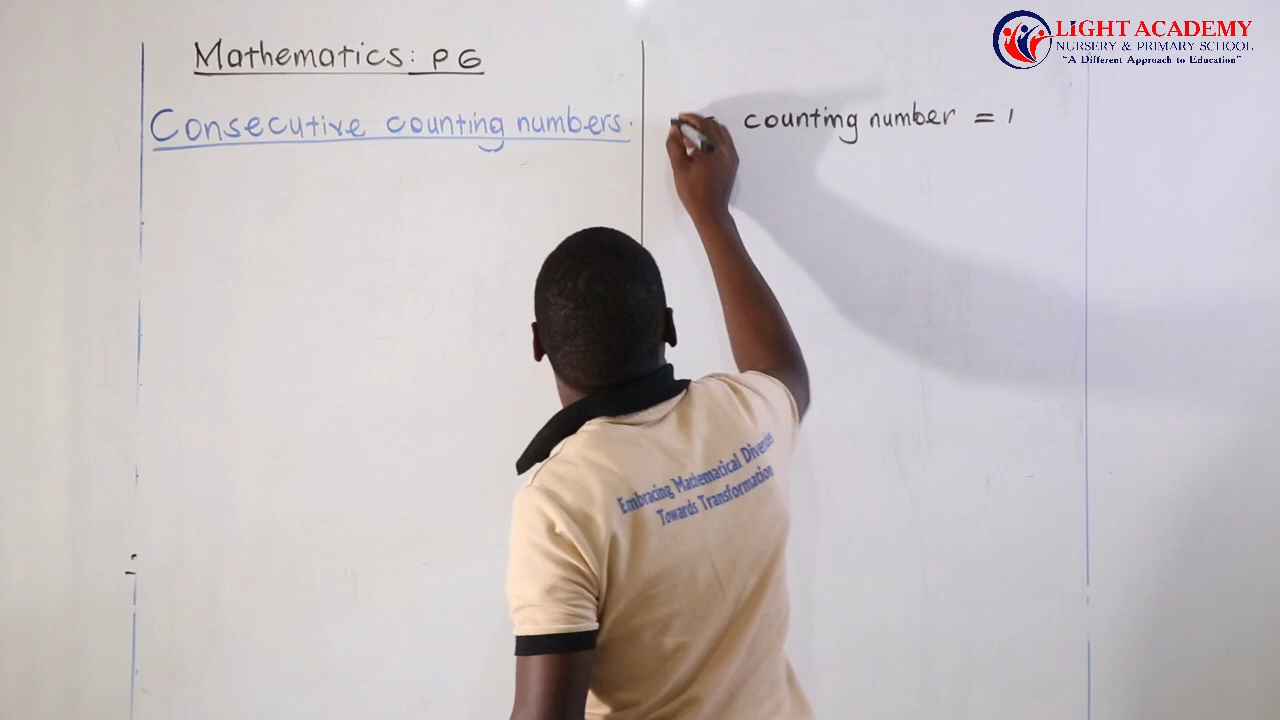 Mathematics: P6
Consecutive counting numbers.
counting number = 1
LIGHT ACADEMY
NURSERY & PRIMARY SCHOOL
"A Different Approach to Education"
Embracing Mathematical
Towards Transformation